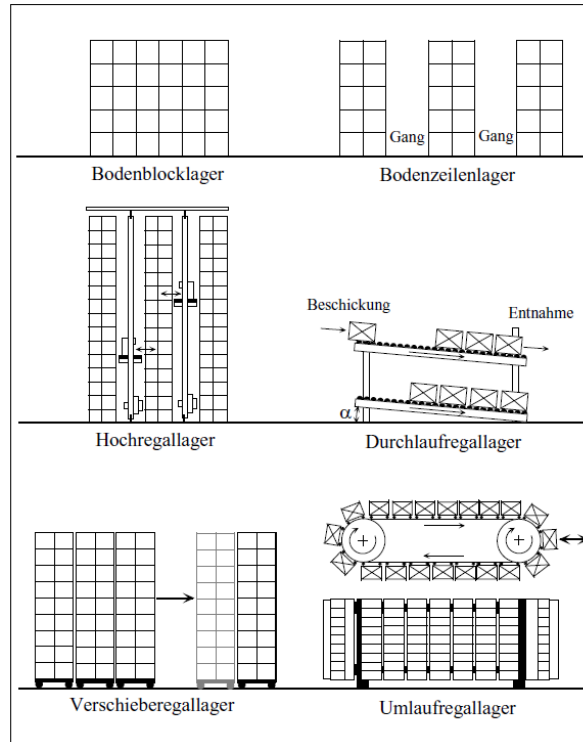 Gang
Gang
Bodenblocklager
Bodenzeilenlager
Beschickung
Entnahme
α
Hochregallager
Durchlaufregallager
Verschieberegallager
Umlaufregallager